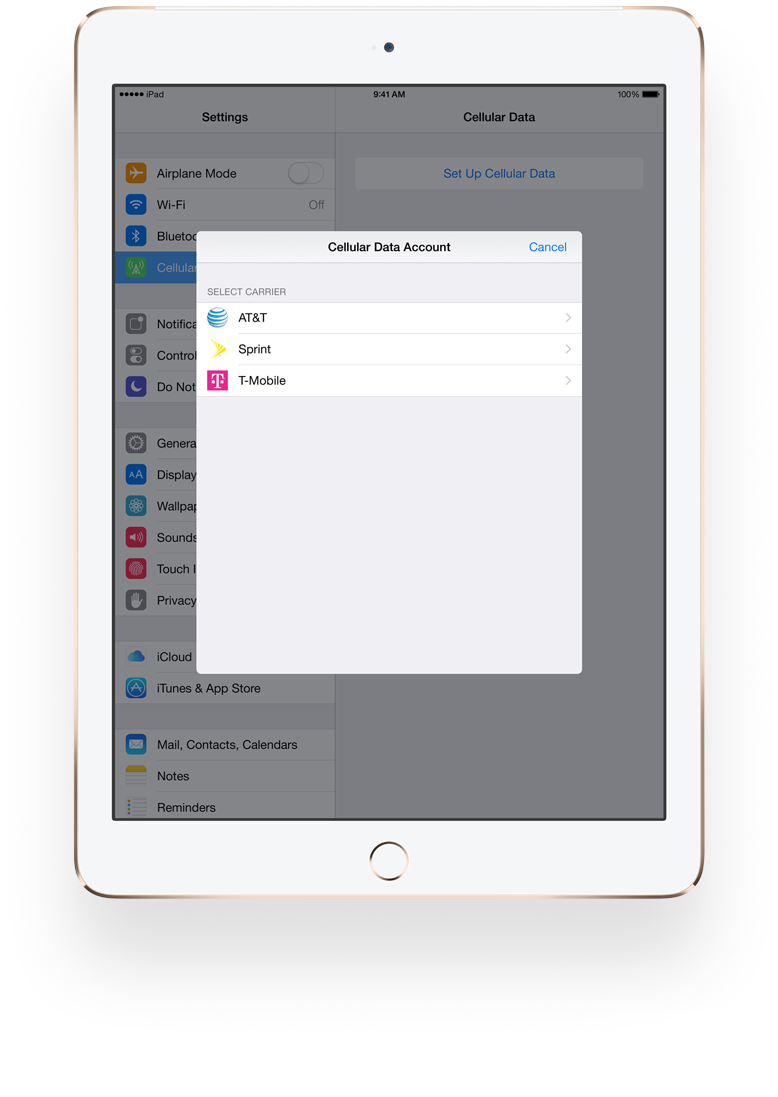 iPad
9:41 AM
100%
Settings
Cellular Data
Airplane Mode
Set Up Cellular Data
Wi-Fi
Off
Bluetoo
Cellular
Cellular Data Account
Cancel
SELECT CARRIER
AT&T
Sprint
T-Mobile
Notifica
Control
Do Not
Genera
AA
Display
Wallpap
Sounds
Touch I
Privacy
iCloud
iTunes & App Store
Mail, Contacts, Calendars
Notes
Reminders